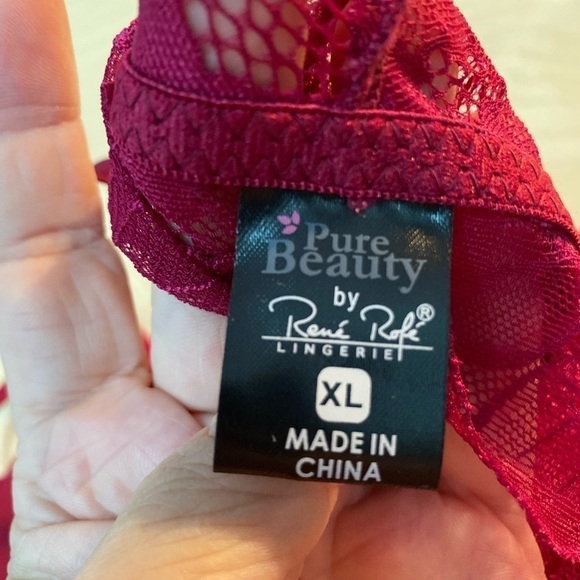 Pure
Beauty
by
René Rofé®
LINGERIE
XL
MADE IN
CHINA